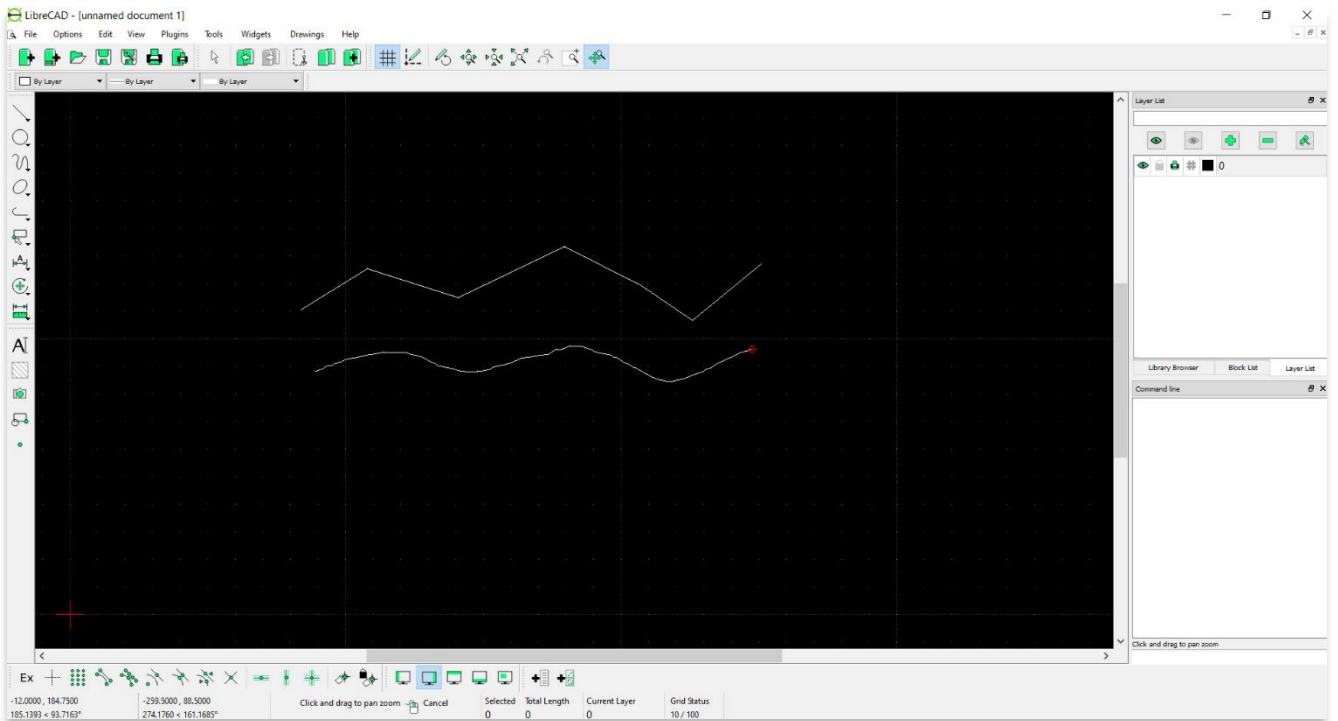 LibreCAD - [unnamed document 1]
File Options Edit View Plugins Tools Widgets Drawings Help
By Layer By Layer By Layer
Layer List
0
A
Library Browser Block List Layer List
Command line
Click and drag to pan zoom
Ex
-12.0000 , 184.7500 -259.5000 , 88.5000 Click and drag to pan zoom Cancel Selected Total Length Current Layer Grid Status
185.1393 < 93.7163° 274.1760 < 161.1685° 0 0 0 10 / 100